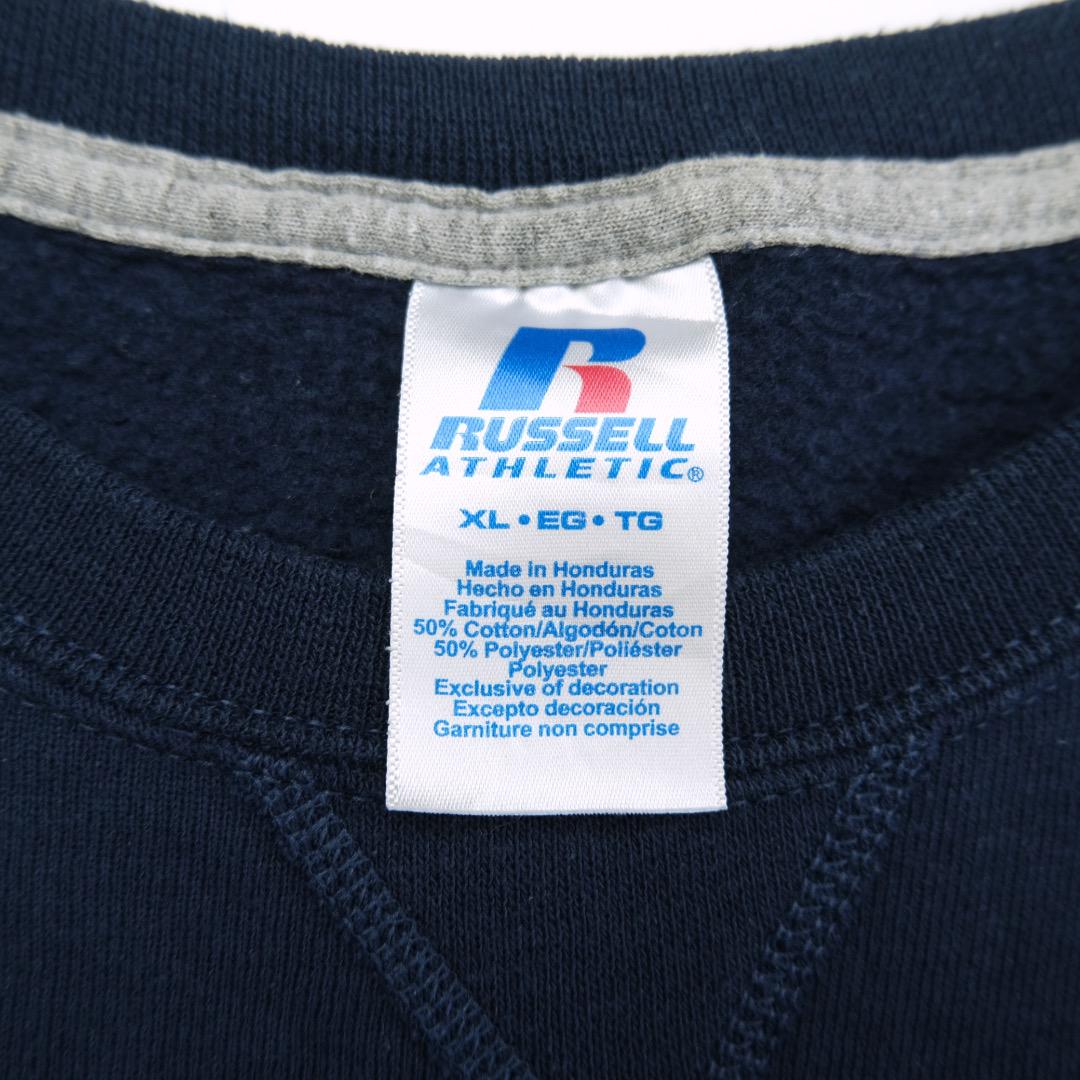 R
RUSSELL
ATHLETIC®
XL • EG • TG
Made in Honduras
Hecho en Honduras
Fabriqué au Honduras
50% Cotton/Algodón/Coton
50% Polyester/Poliéster
Polyester
Exclusive of decoration
Excepto decoración
Garniture non comprise